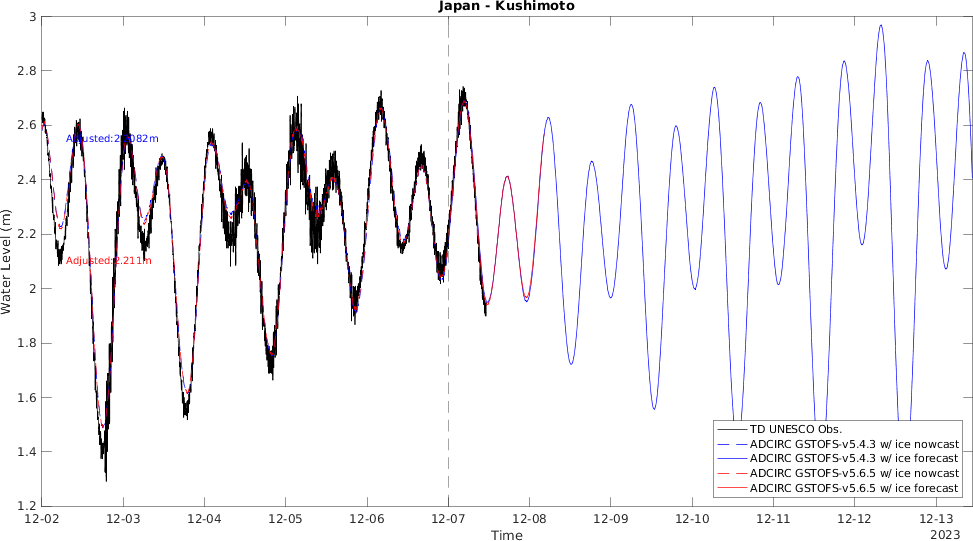 Japan - Kushimoto
3
2.8
2.6
2.4
2.2
2
1.8
1.6
1.4
1.2
Water Level (m)
Adjusted:2.211m
TD UNESCO Obs.
ADCIRC GSTOFS-v5.4.3 w/ ice nowcast
ADCIRC GSTOFS-v5.4.3 w/ ice forecast
ADCIRC GSTOFS-v5.6.5 w/ ice nowcast
ADCIRC GSTOFS-v5.6.5 w/ ice forecast
12-02 12-03 12-04 12-05 12-06 12-07 12-08 12-09 12-10 12-11 12-12 12-13
Time
2023